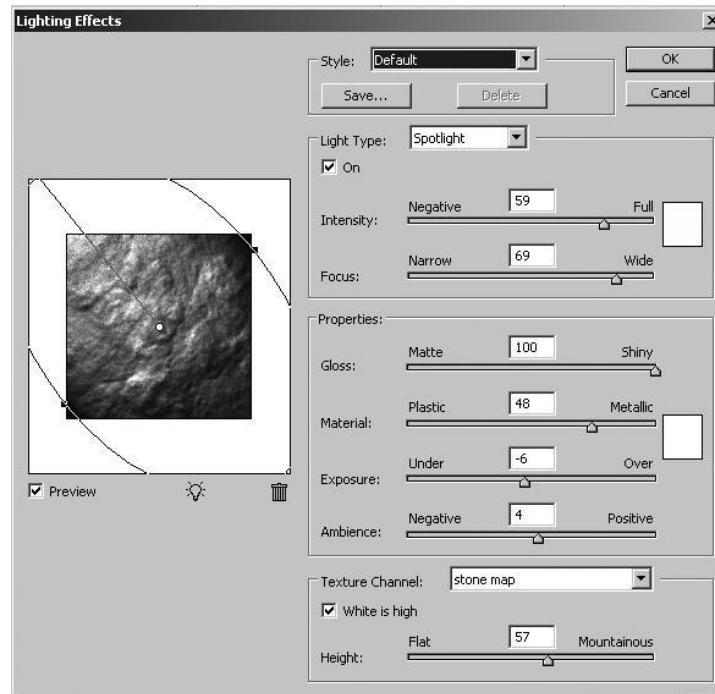 Lighting Effects
Style: Default
OK
Save... Delete
Cancel
Light Type: Spotlight
On
Negative 59 Full
Intensity:
Narrow 69 Wide
Focus:
Properties:
Matte 100 Shiny
Gloss:
Plastic 48 Metallic
Material:
Under -6 Over
Exposure:
Negative 4 Positive
Ambience:
Preview
Texture Channel: stone map
White is high
Flat 57 Mountainous
Height: